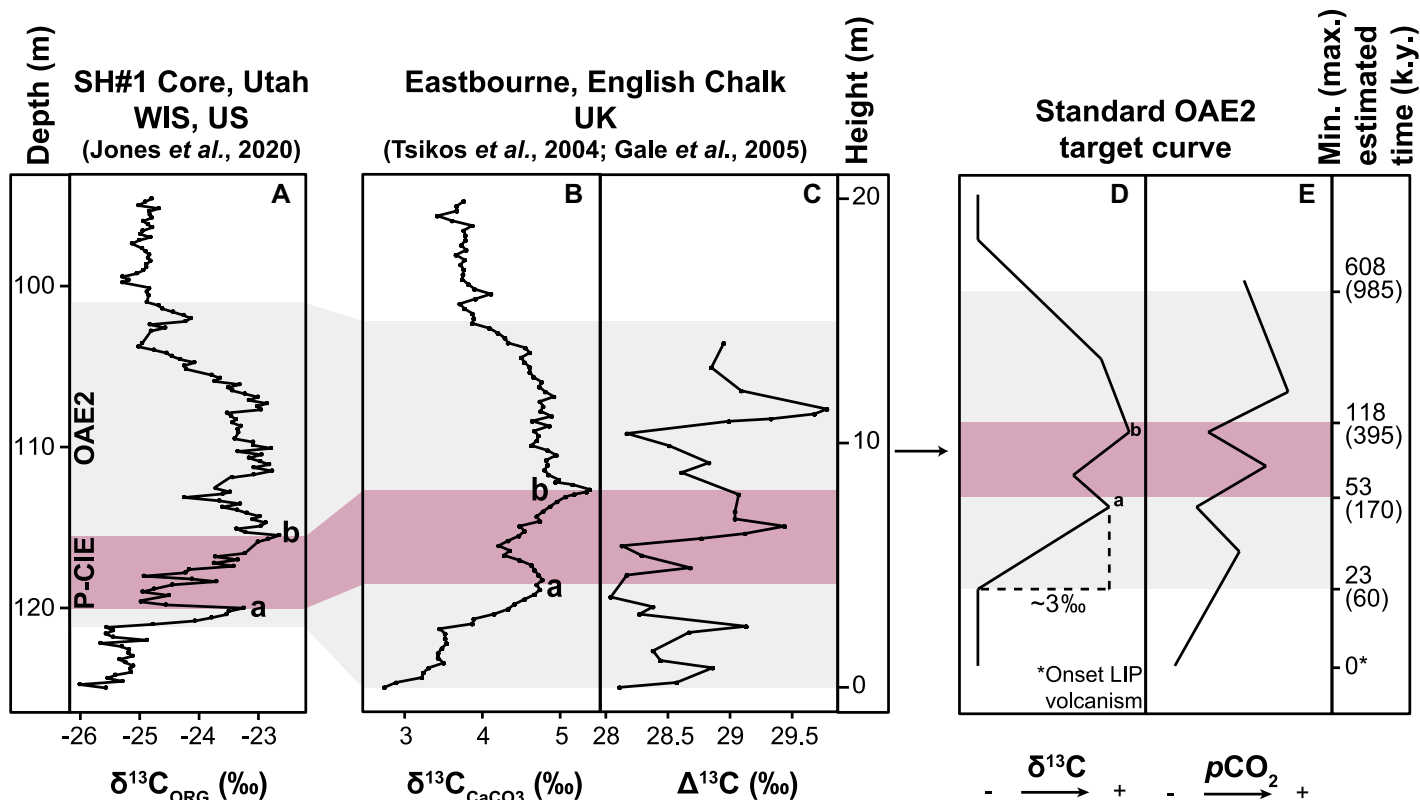 Depth (m)
SH#1 Core, Utah
WIS, US
(Jones et al., 2020)
Eastbourne, English Chalk
UK
(Tsikos et al., 2004; Gale et al., 2005)
Height (m)
Standard OAE2
target curve
Min. (max.
estimated
time (k.y.)
A
B
C
D
E
100
110
120
OAE2
P-CIE
a
b
a
b
20
10
0
a
b
~3‰
*Onset LIP
volcanism
608
(985)
118
(395)
53
(170)
23
(60)
0*
-26 -25 -24 -23
3 4 5
28 28.5 29 29.5
δ¹³C_ORG (‰)
δ¹³C_CaCO3 (‰)
Δ¹³C (‰)
δ¹³C
- +
pCO₂
- +